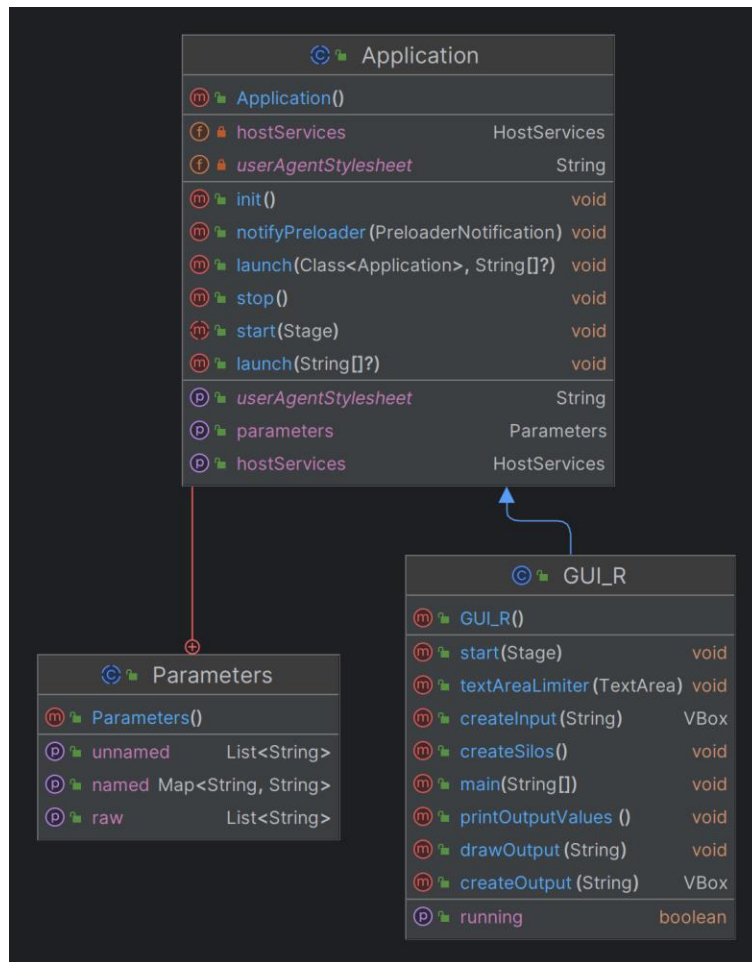 Application
Application()
hostServices HostServices
userAgentStylesheet String
init() void
notifyPreloader(PreloaderNotification) void
launch(Class<Application>, String[]?) void
stop() void
start(Stage) void
launch(String[]?) void
userAgentStylesheet String
parameters Parameters
hostServices HostServices
Parameters
Parameters()
unnamed List<String>
named Map<String, String>
raw List<String>
GUI_R
GUI_R()
start(Stage) void
textAreaLimiter(TextArea) void
createInput(String) VBox
createSilos() void
main(String[]) void
printOutputValues () void
drawOutput(String) void
createOutput(String) VBox
running boolean